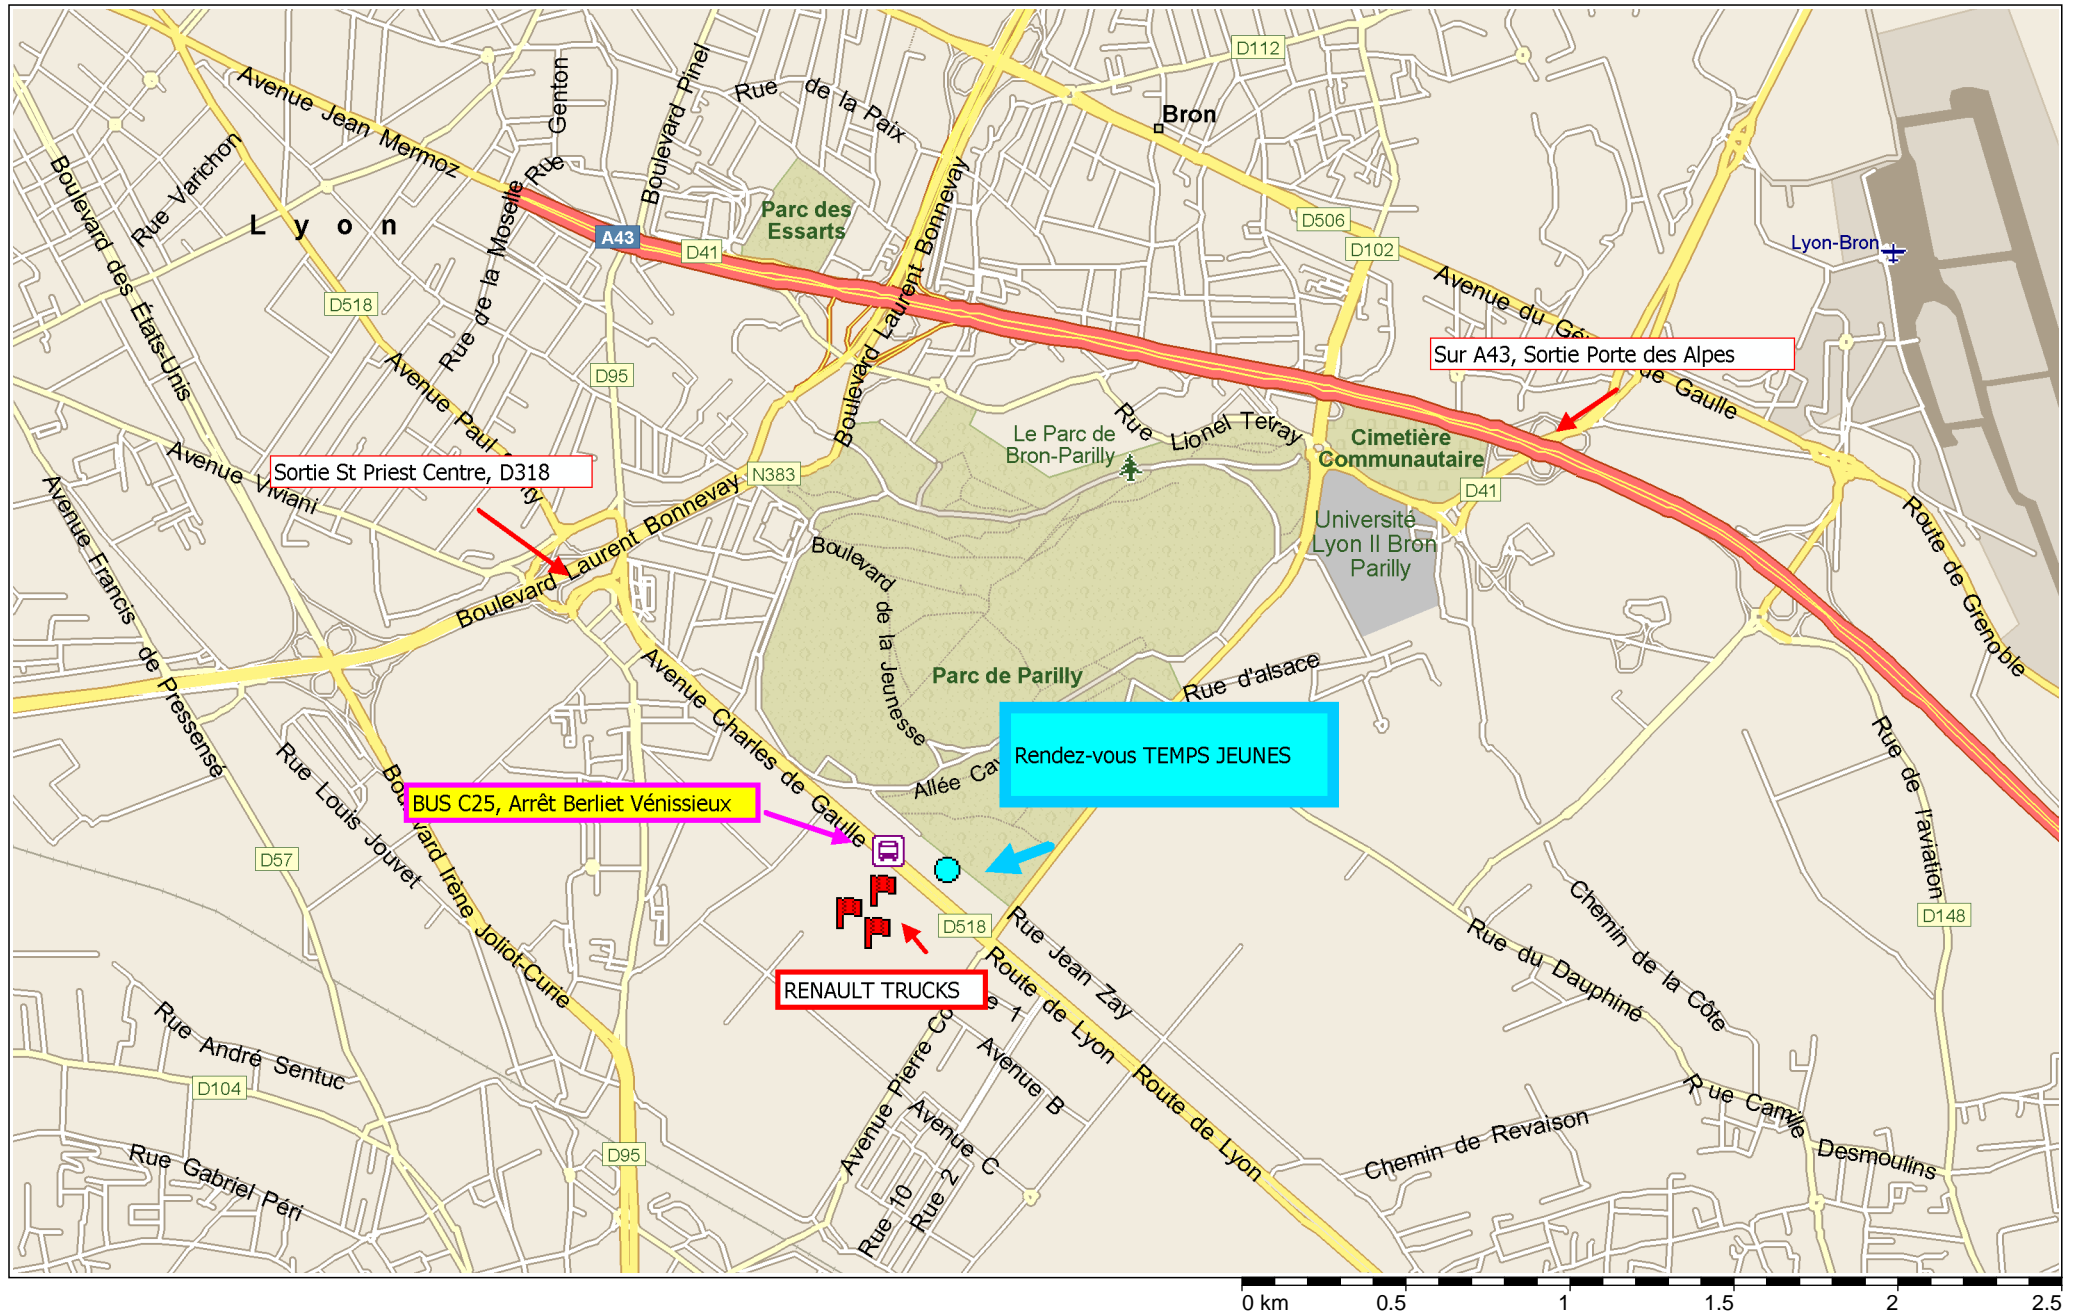 D112
Avenue Jean Mermoz
Genton
Rue
Boulevard Pinel
Rue de la Paix
Bron
Boulevard des États-Unis
Rue Varichon
Lyon
Rue de la Moselle
A43
D41
Parc des
Essarts
Boulevard Laurent Bonnevay
D506
D102
Lyon-Bron
D518
Avenue du Gé
de Gaulle
Sur A43, Sortie Porte des Alpes
D95
Avenue Paul
Boulevard Laurent Bonnevay
Rue Lionel Terray
Le Parc de
Bron-Parilly
Cimetière
Communautaire
Avenue Viviani
Sortie St Priest Centre, D318
N383
D41
Avenue Francis de Pressensé
Université
Lyon II Bron
Parilly
Route de Grenoble
Boulevard de la Jeunesse
Parc de Parilly
Rue d'alsace
Avenue Charles de Gaulle
Rendez-vous TEMPS JEUNES
Allée Cav
Rue Louis Jouvet
Boulevard Irène Joliot-Curie
BUS C25, Arrêt Berliet Vénissieux
Rue de l'aviation
D57
D518
D148
Chemin de la Côte
Rue du Dauphiné
Rue Jean Zay
Route de Lyon
RENAULT TRUCKS
e 1
Avenue Pierre Co
Avenue B
Avenue C
Rue André Sentuc
D104
Route de Lyon
Rue Camille Desmoulins
Chemin de Revaison
D95
Rue Gabriel Péri
Rue 10
Rue 2
0 km 0.5 1 1.5 2 2.5